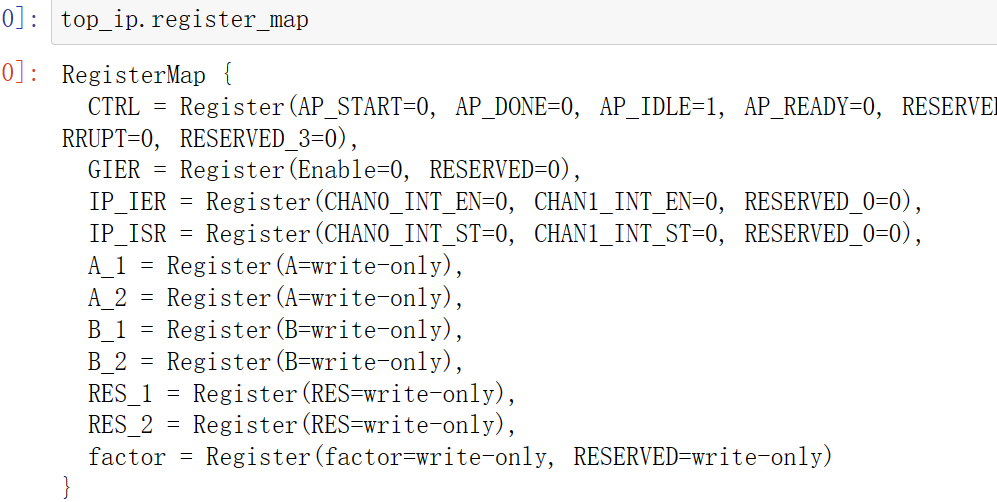 0]: top_ip.register_map
0]: RegisterMap {
CTRL = Register(AP_START=0, AP_DONE=0, AP_IDLE=1, AP_READY=0, RESERVE
RRUPT=0, RESERVED_3=0),
GIER = Register(Enable=0, RESERVED=0),
IP_IER = Register(CHAN0_INT_EN=0, CHAN1_INT_EN=0, RESERVED_0=0),
IP_ISR = Register(CHAN0_INT_ST=0, CHAN1_INT_ST=0, RESERVED_0=0),
A_1 = Register(A=write-only),
A_2 = Register(A=write-only),
B_1 = Register(B=write-only),
B_2 = Register(B=write-only),
RES_1 = Register(RES=write-only),
RES_2 = Register(RES=write-only),
factor = Register(factor=write-only, RESERVED=write-only)
}